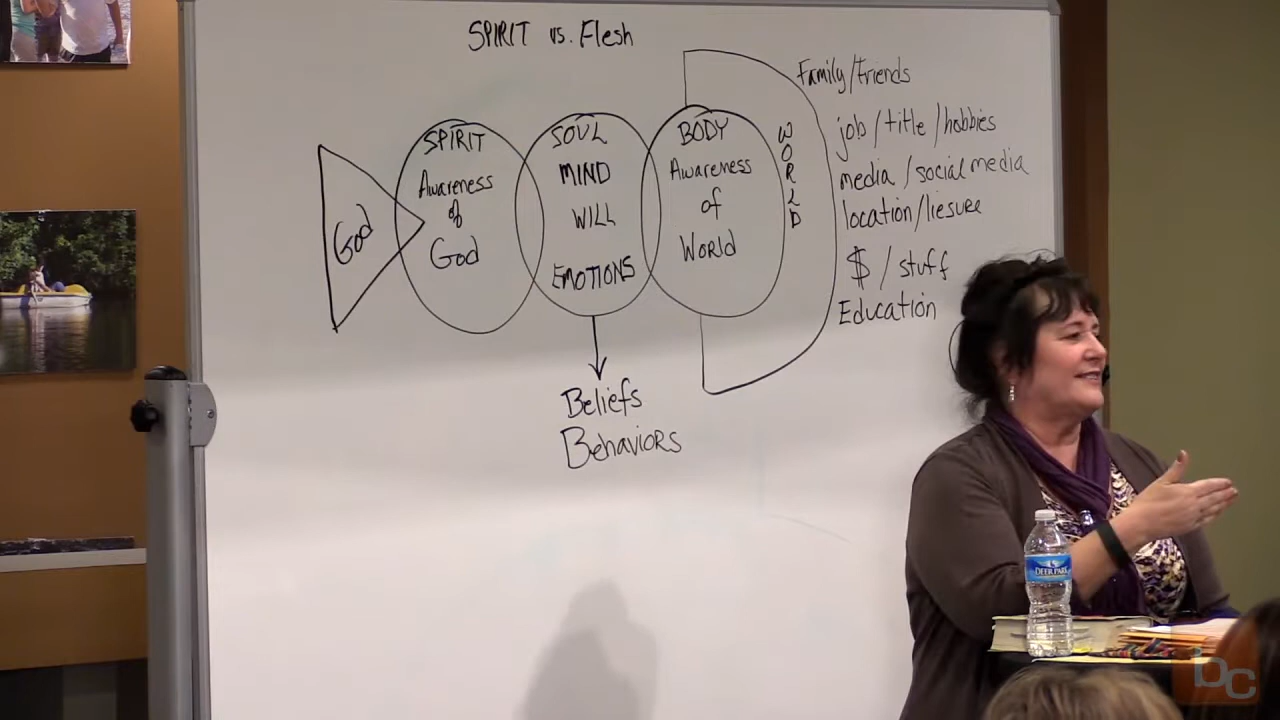 SPIRIT vs. Flesh
God
SPIRIT
Awareness
of
God
SOUL
MIND
WILL
EMOTIONS
BODY
Awareness
of
World
WORLD
Family/Friends
job/title/hobbies
media/social media
location/liesure
$/stuff
Education
Beliefs
Behaviors
DEER PARK
iDC